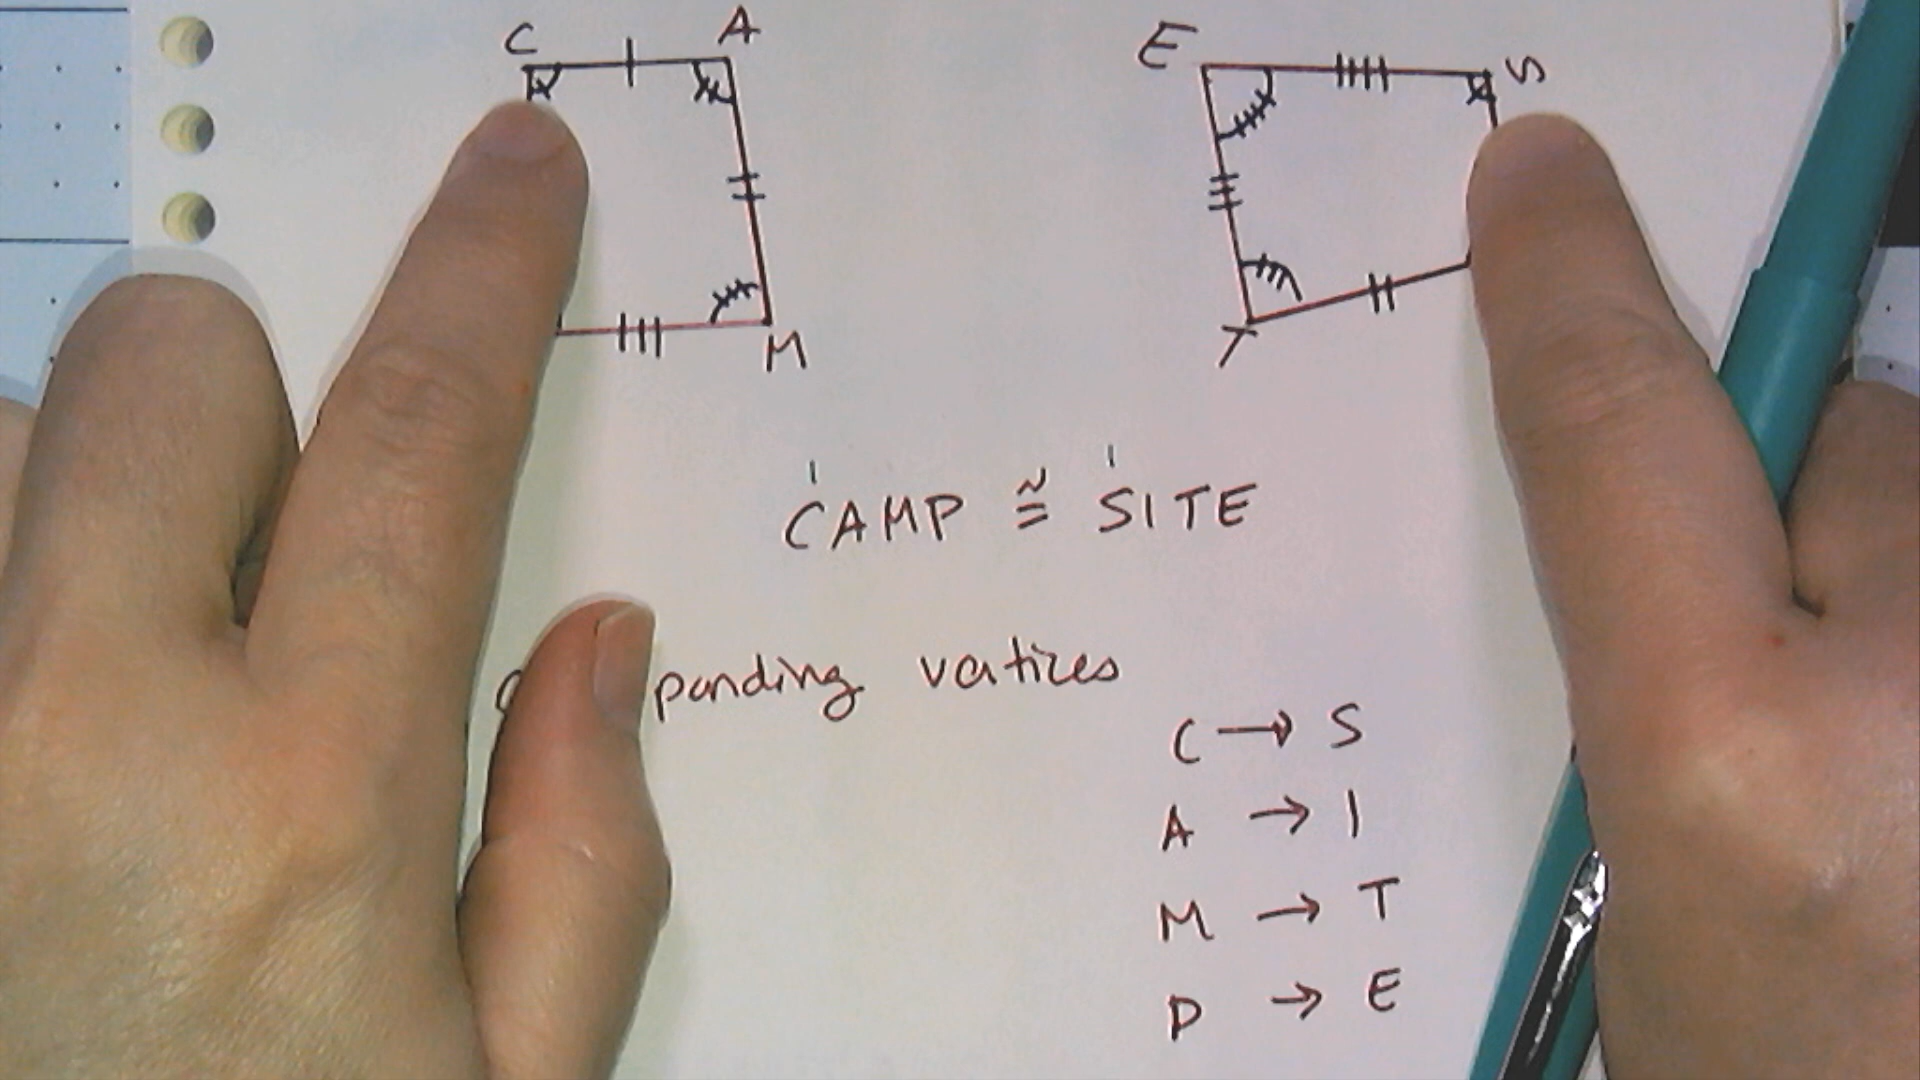 C A
E S
M
T
CAMP ≅ SITE
ponding vertices
C → S
A → I
M → T
P → E